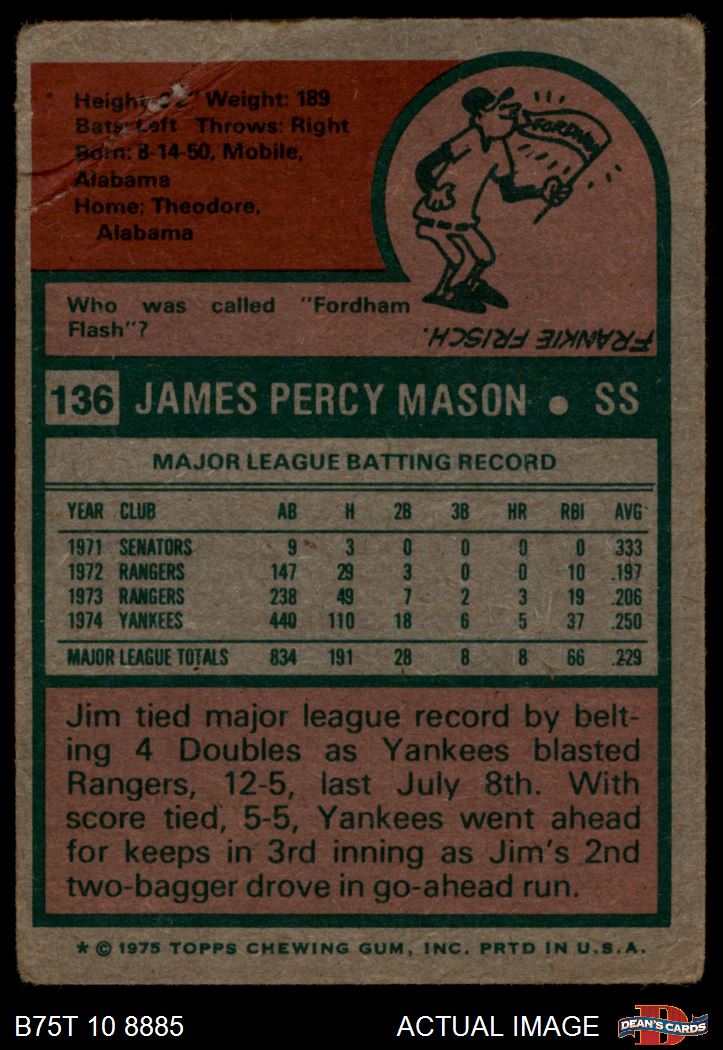 Height: 6'2" Weight: 189
Bats: Left Throws: Right
Born: 8-14-50, Mobile,
Alabama
Home: Theodore,
Alabama
FORDHAM
Who was called "Fordham
Flash"?
FRANKIE FRISCH.
136 JAMES PERCY MASON • SS
MAJOR LEAGUE BATTING RECORD
YEAR CLUB AB H 2B 3B HR RBI AVG
1971 SENATORS 9 3 0 0 0 0 .333
1972 RANGERS 147 29 3 0 0 10 .197
1973 RANGERS 238 49 7 2 3 19 .206
1974 YANKEES 440 110 18 6 5 37 .250
MAJOR LEAGUE TOTALS 834 191 28 8 8 66 .229
Jim tied major league record by belt-
ing 4 Doubles as Yankees blasted
Rangers, 12-5, last July 8th. With
score tied, 5-5, Yankees went ahead
for keeps in 3rd inning as Jim's 2nd
two-bagger drove in go-ahead run.
* © 1975 TOPPS CHEWING GUM, INC. PRTD IN U.S.A.
B75T 10 8885 ACTUAL IMAGE D DEAN'S CARDS